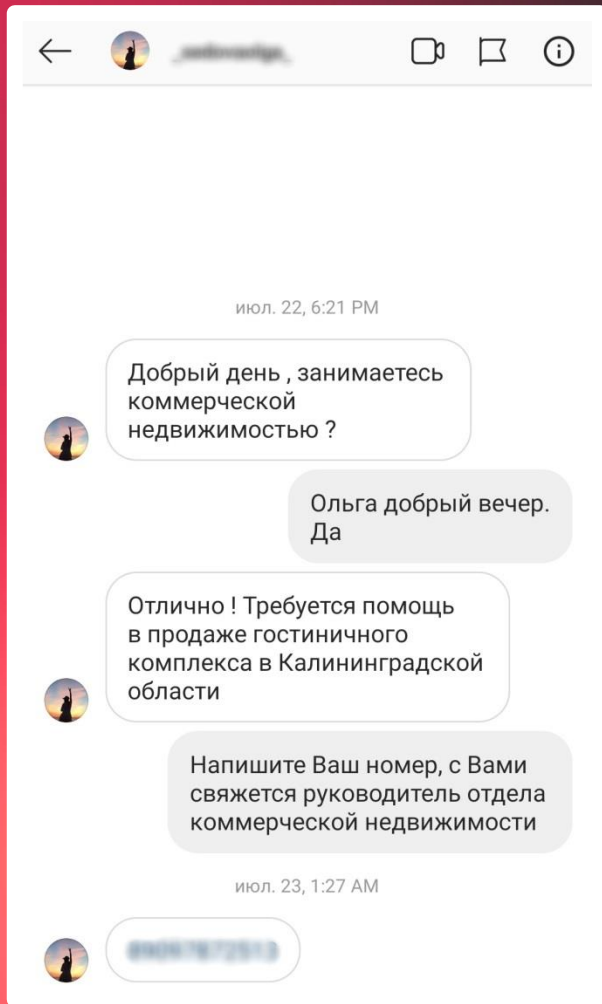 июл. 22, 6:21 PM
Добрый день , занимаетесь
коммерческой
недвижимостью ?
Ольга добрый вечер.
Да
Отлично ! Требуется помощь
в продаже гостиничного
комплекса в Калининградской
области
Напишите Ваш номер, с Вами
свяжется руководитель отдела
коммерческой недвижимости
июл. 23, 1:27 AM